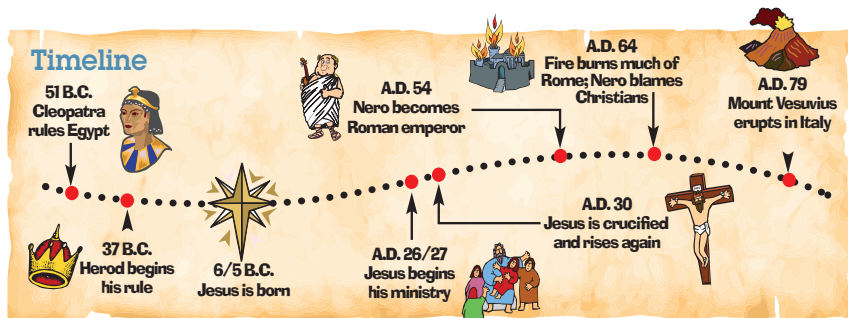 Timeline
51 B.C.
Cleopatra
rules Egypt
37 B.C.
Herod begins
his rule
6/5 B.C.
Jesus is born
A.D. 26/27
Jesus begins
his ministry
A.D. 30
Jesus is crucified
and rises again
A.D. 54
Nero becomes
Roman emperor
A.D. 64
Fire burns much of
Rome; Nero blames
Christians
A.D. 79
Mount Vesuvius
erupts in Italy